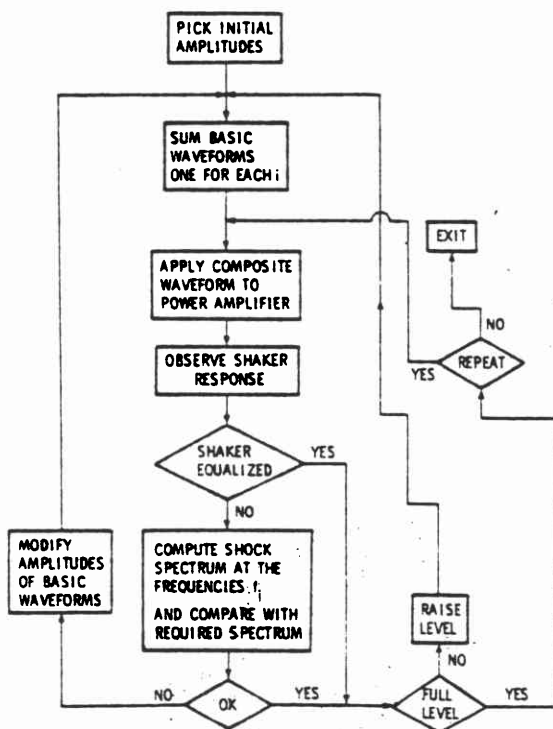 PICK INITIAL
AMPLITUDES
SUM BASIC
WAVEFORMS
ONE FOR EACH i
EXIT
APPLY COMPOSITE
WAVEFORM TO
POWER AMPLIFIER
NO
YES
REPEAT
OBSERVE SHAKER
RESPONSE
SHAKER
EQUALIZED
YES
NO
MODIFY
AMPLITUDES
OF BASIC
WAVEFORMS
COMPUTE SHOCK
SPECTRUM AT THE
FREQUENCIES fi
AND COMPARE WITH
REQUIRED SPECTRUM
RAISE
LEVEL
NO
NO
OK
YES
FULL
LEVEL
YES